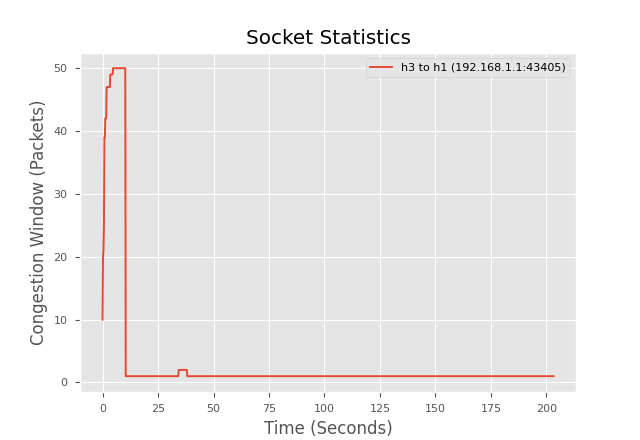 Socket Statistics
h3 to h1 (192.168.1.1:43405)
Congestion Window (Packets)
50
40
30
20
10
0
0 25 50 75 100 125 150 175 200
Time (Seconds)